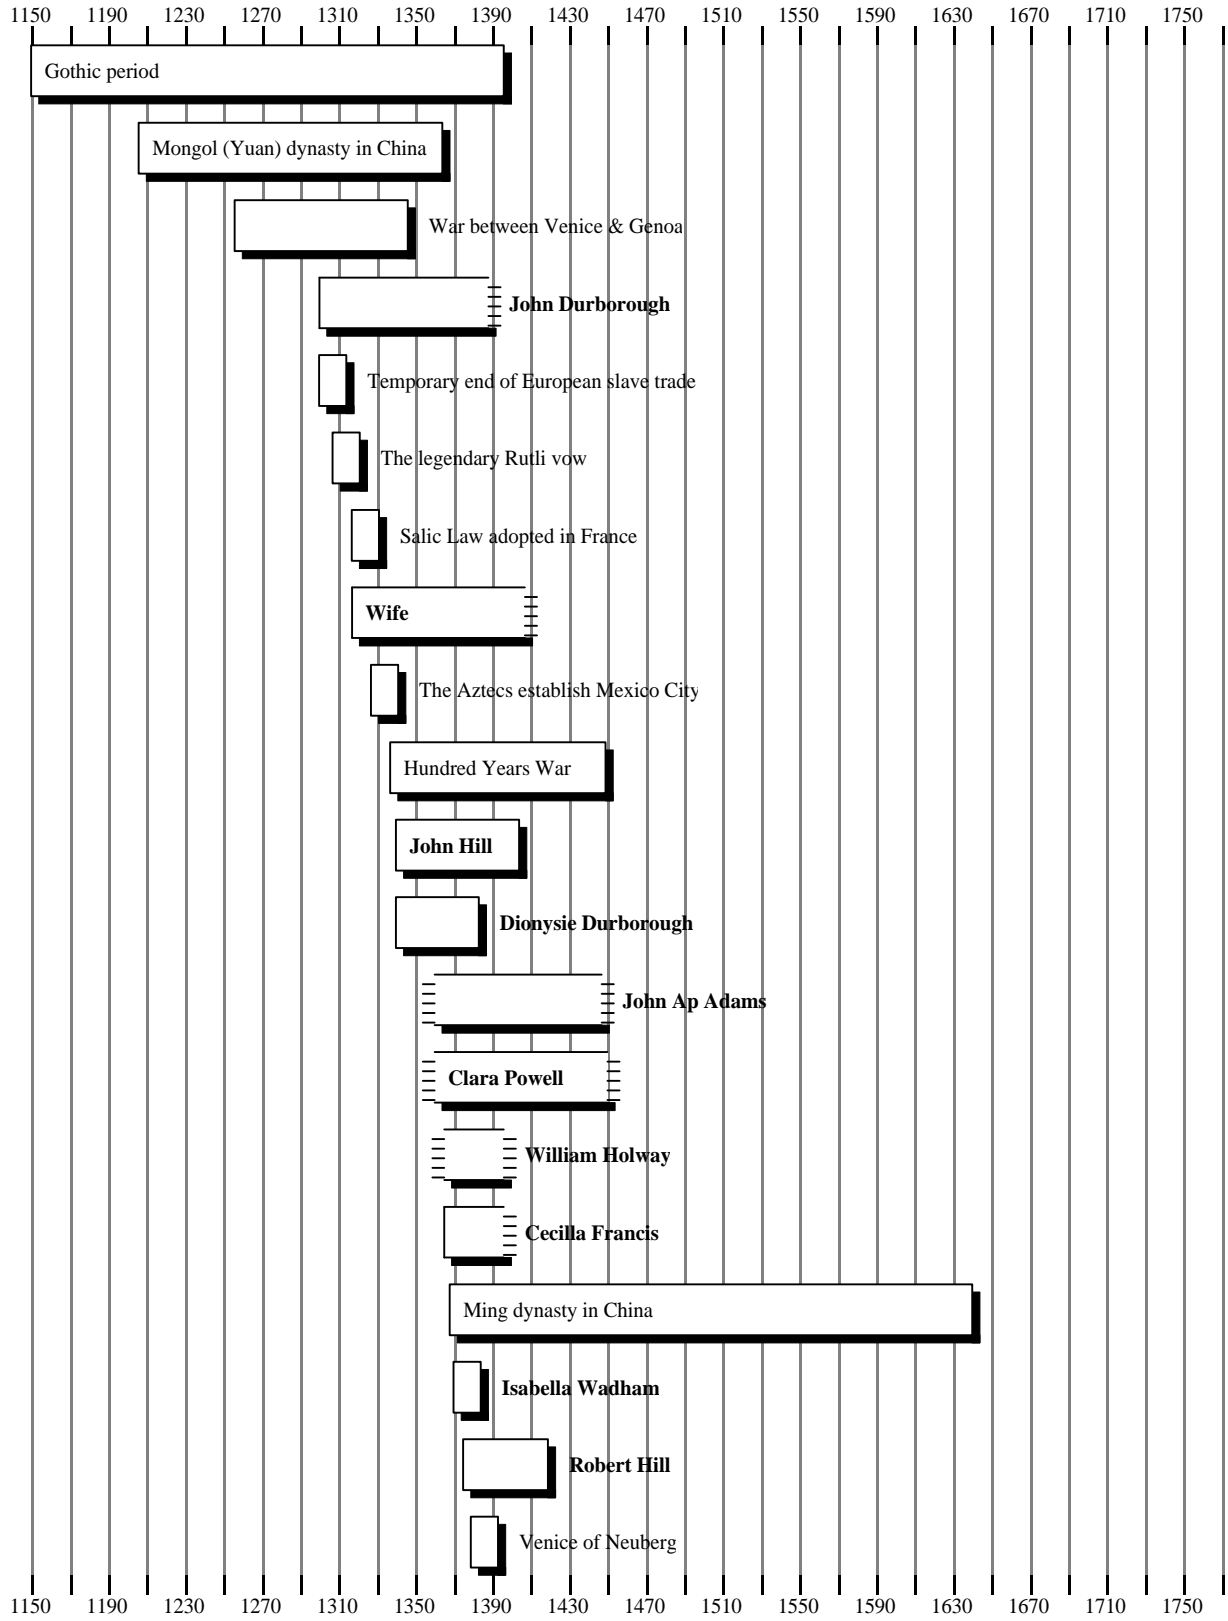 1150 1190 1230 1270 1310 1350 1390 1430 1470 1510 1550 1590 1630 1670 1710 1750
Gothic period
Mongol (Yuan) dynasty in China
War between Venice & Genoa
John Durborough
Temporary end of European slave trade
The legendary Rutli vow
Salic Law adopted in France
Wife
The Aztecs establish Mexico City
Hundred Years War
John Hill
Dionysie Durborough
John Ap Adams
Clara Powell
William Holway
Cecilla Francis
Ming dynasty in China
Isabella Wadham
Robert Hill
Venice of Neuberg
1150 1190 1230 1270 1310 1350 1390 1430 1470 1510 1550 1590 1630 1670 1710 1750